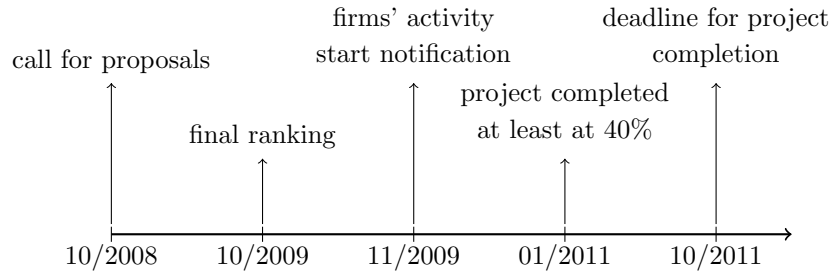 firms’ activity
start notification
deadline for project
completion
call for proposals
project completed
at least at 40%
final ranking
10/2008
10/2009
11/2009
01/2011
10/2011